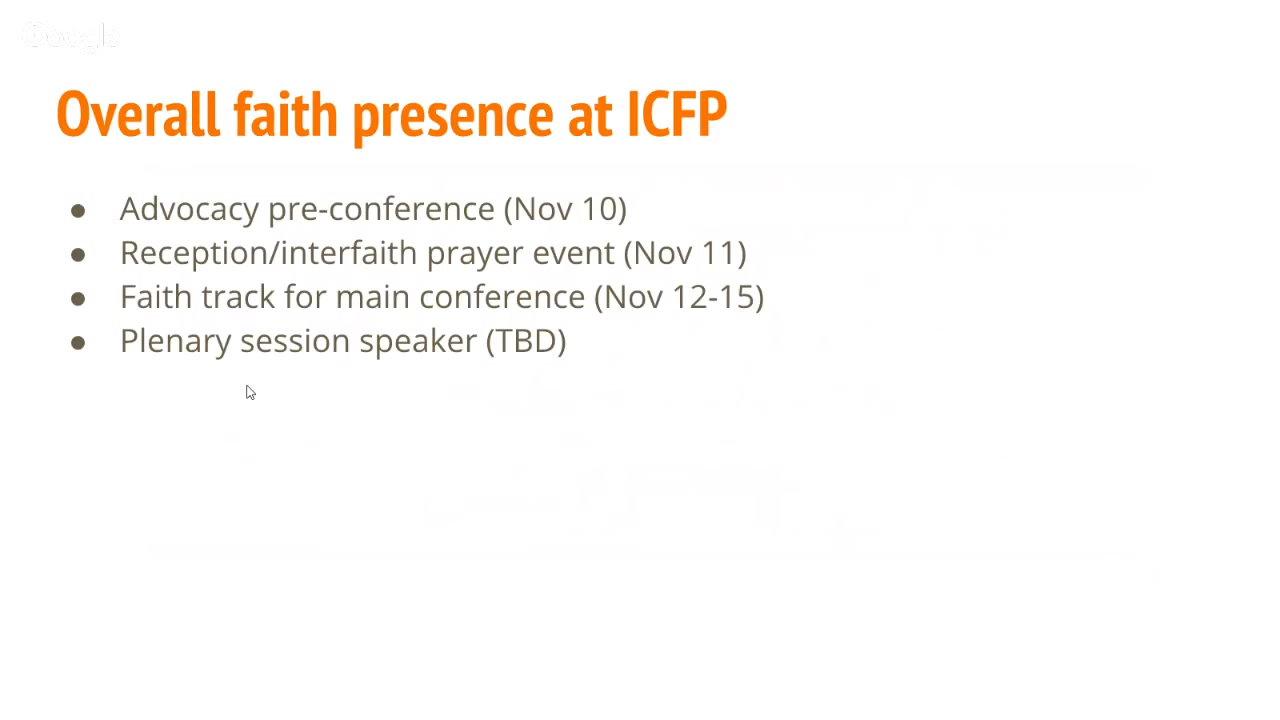 Google
Overall faith presence at ICFP
● Advocacy pre-conference (Nov 10)
● Reception/interfaith prayer event (Nov 11)
● Faith track for main conference (Nov 12-15)
● Plenary session speaker (TBD)